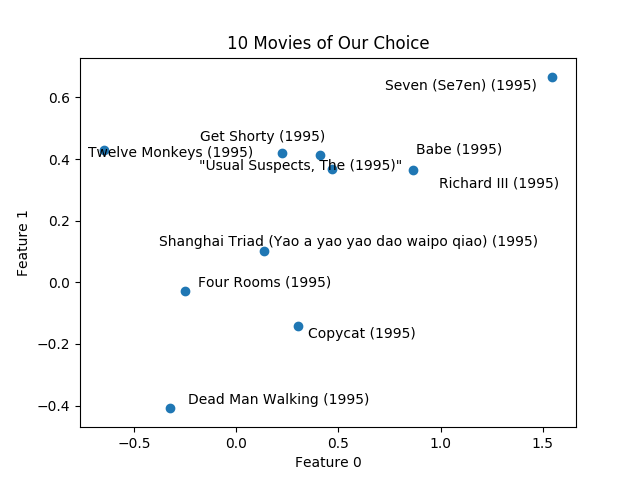 10 Movies of Our Choice
Seven (Se7en) (1995)
Get Shorty (1995)
Babe (1995)
Twelve Monkeys (1995)
"Usual Suspects, The (1995)"
Richard III (1995)
Shanghai Triad (Yao a yao yao dao waipo qiao) (1995)
Four Rooms (1995)
Copycat (1995)
Dead Man Walking (1995)
0.6
0.4
0.2
0.0
−0.2
−0.4
Feature 1
−0.5
0.0
0.5
1.0
1.5
Feature 0